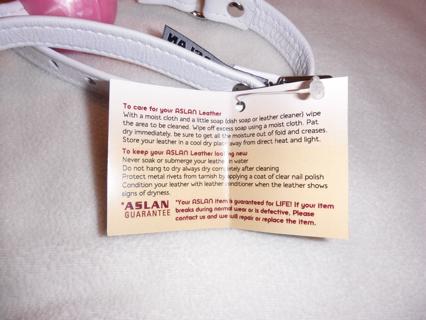 ASLAN
To care for your ASLAN Leather
With a moist cloth and a little soap (dish soap or leather cleaner) wipe
the area to be cleaned. Wipe off excess soap using a moist cloth. Pat
dry immediately, be sure to get all the moisture out of fold and creases.
Store your leather in a cool dry place away from direct heat and light.
To keep your ASLAN Leather looking new
Never soak or submerge your leather in water
Do not hang to dry always dry completely after cleaning
Protect metal rivets from tarnish by applying a coat of clear nail polish
Condition your leather with leather conditioner when the leather shows
signs of dryness.
*ASLAN
GUARANTEE
*Your ASLAN item is guaranteed for LIFE! If your item
breaks during normal wear or is defective, Please
contact us and we will repair or replace the item.